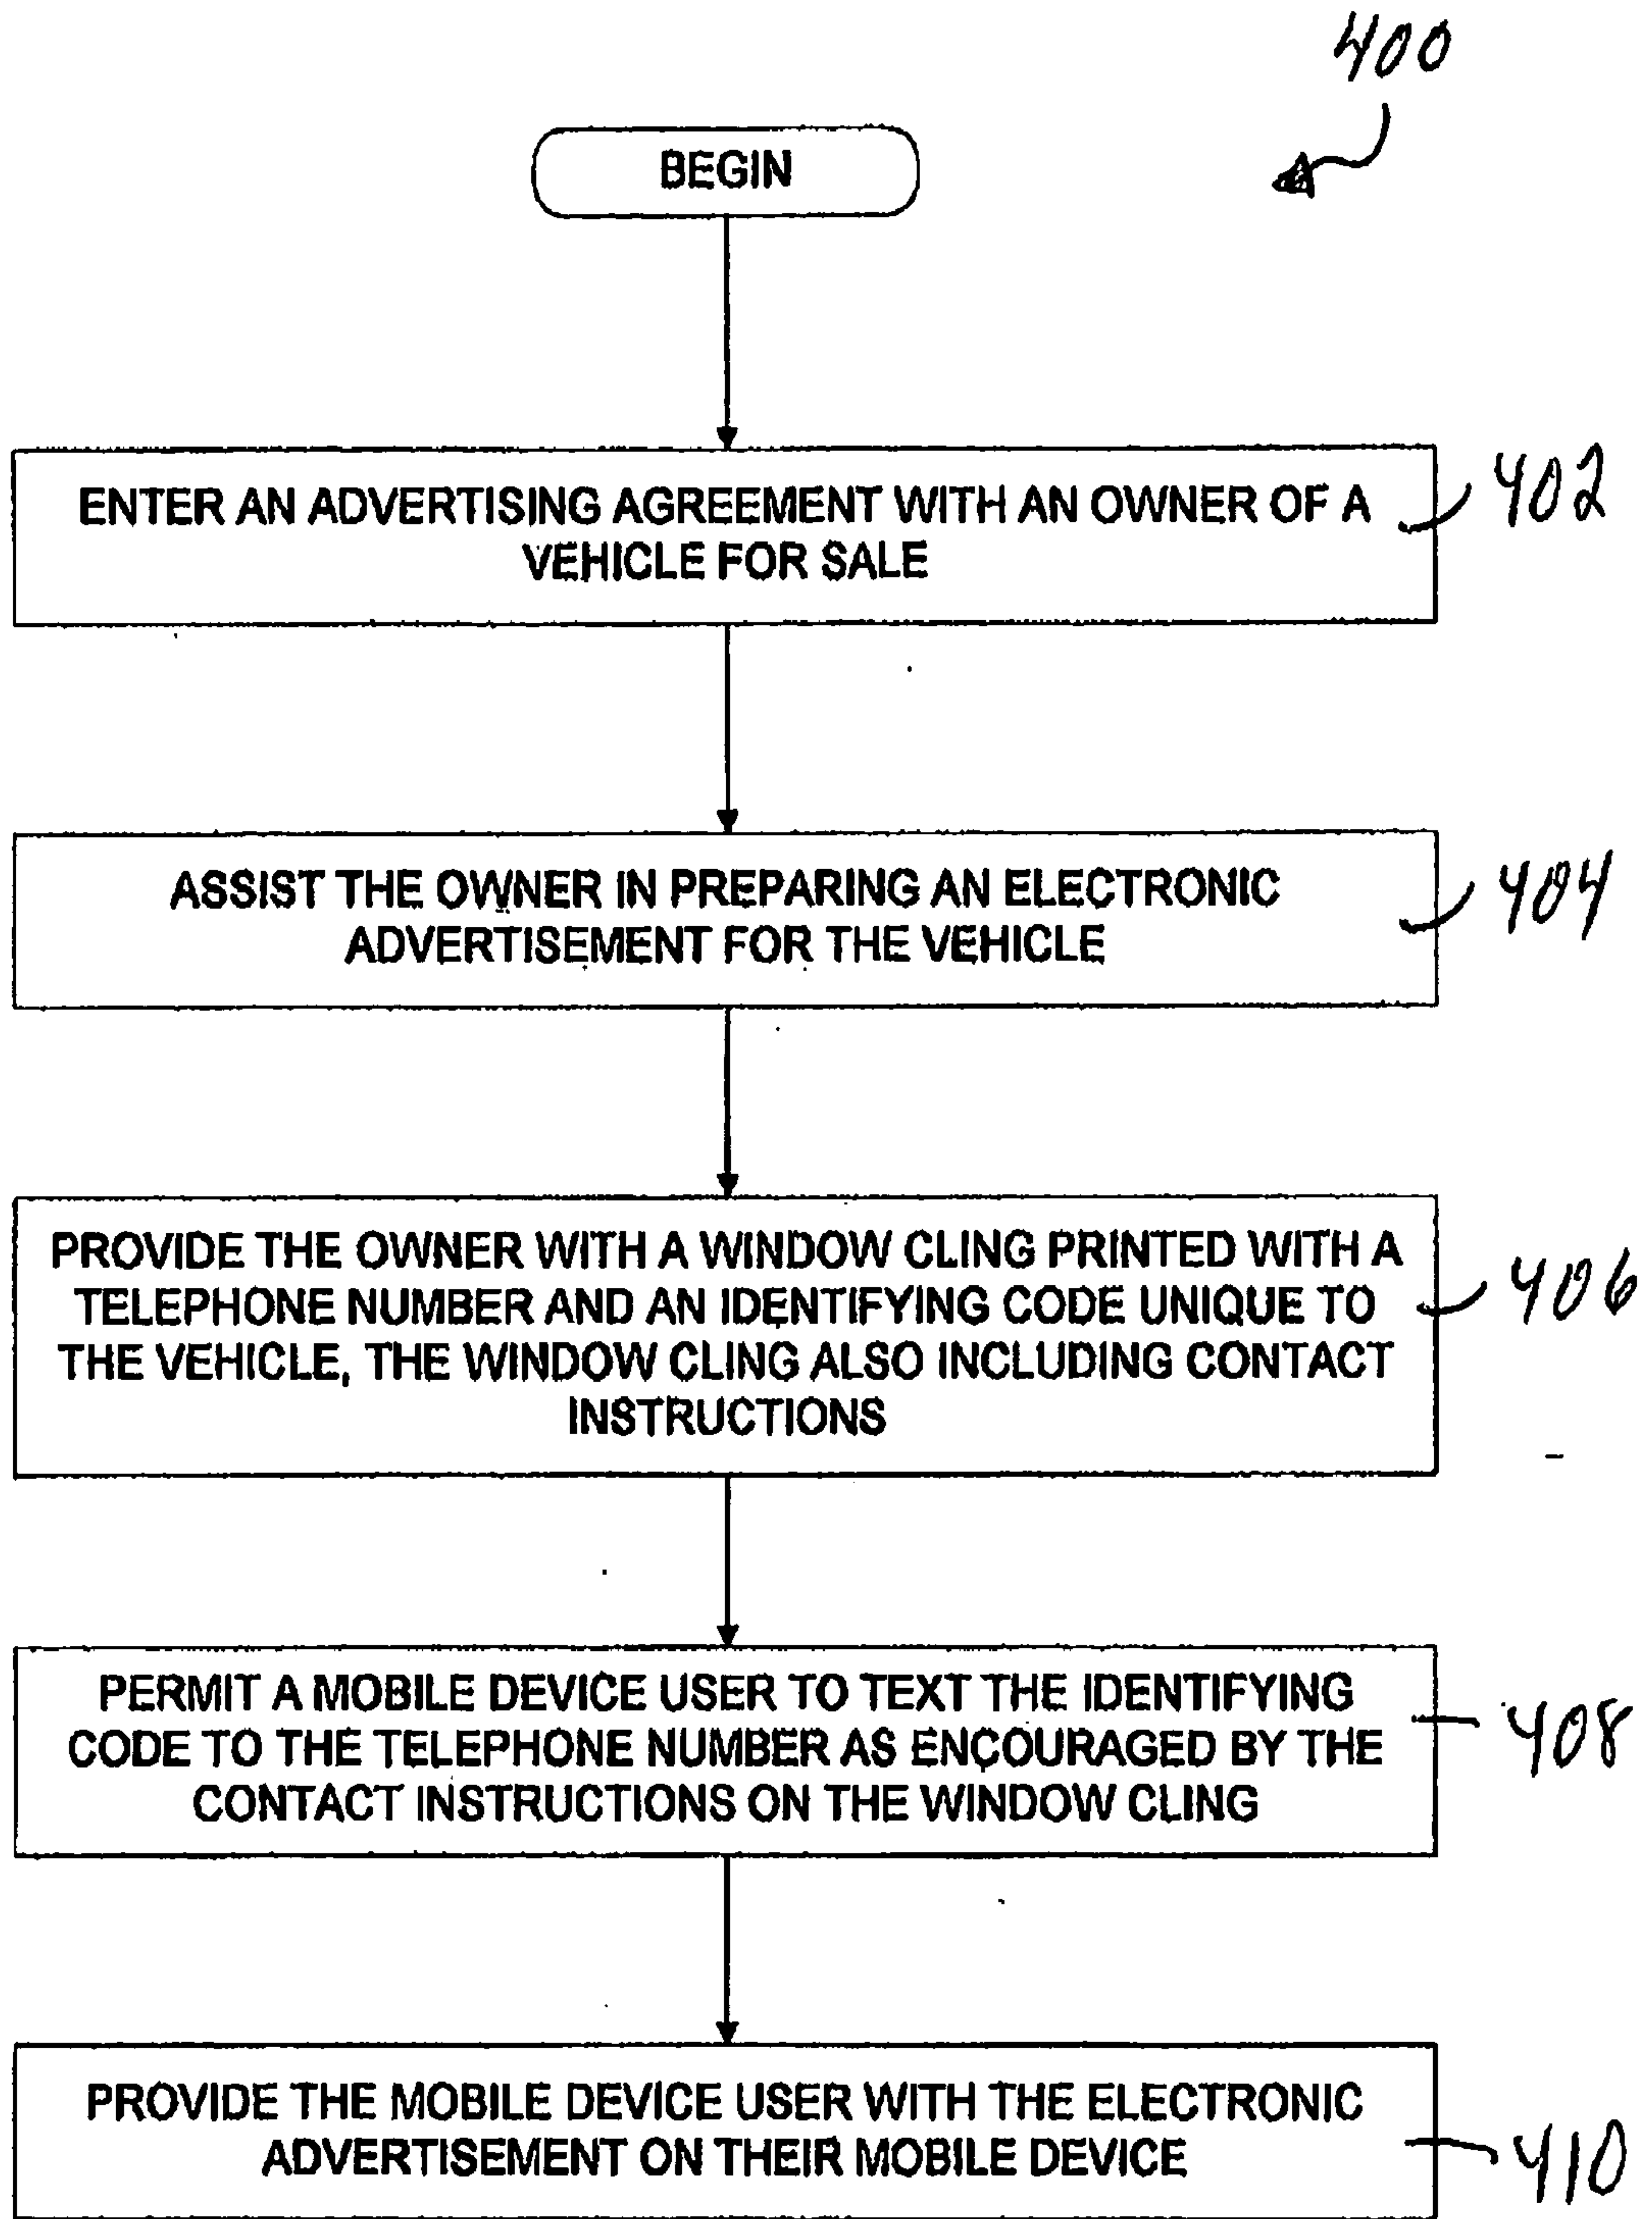 400
BEGIN
ENTER AN ADVERTISING AGREEMENT WITH AN OWNER OF A
VEHICLE FOR SALE
402
ASSIST THE OWNER IN PREPARING AN ELECTRONIC
ADVERTISEMENT FOR THE VEHICLE
404
PROVIDE THE OWNER WITH A WINDOW CLING PRINTED WITH A
TELEPHONE NUMBER AND AN IDENTIFYING CODE UNIQUE TO
THE VEHICLE, THE WINDOW CLING ALSO INCLUDING CONTACT
INSTRUCTIONS
406
PERMIT A MOBILE DEVICE USER TO TEXT THE IDENTIFYING
CODE TO THE TELEPHONE NUMBER AS ENCOURAGED BY THE
CONTACT INSTRUCTIONS ON THE WINDOW CLING
408
PROVIDE THE MOBILE DEVICE USER WITH THE ELECTRONIC
ADVERTISEMENT ON THEIR MOBILE DEVICE
410